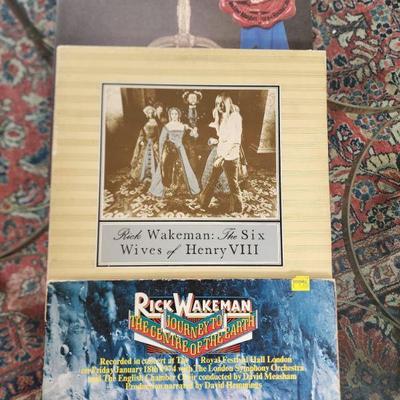 Rick Wakeman: The Six
Wives of Henry VIII
RICK WAKEMAN
JOURNEY TO
THE CENTRE OF THE EARTH
Recorded in concert at The Royal Festival Hall London
on Friday January 18th 1974 with The London Symphony Orchestra
and The English Chamber Choir conducted by David Measham
Production narrated by David Hemmings